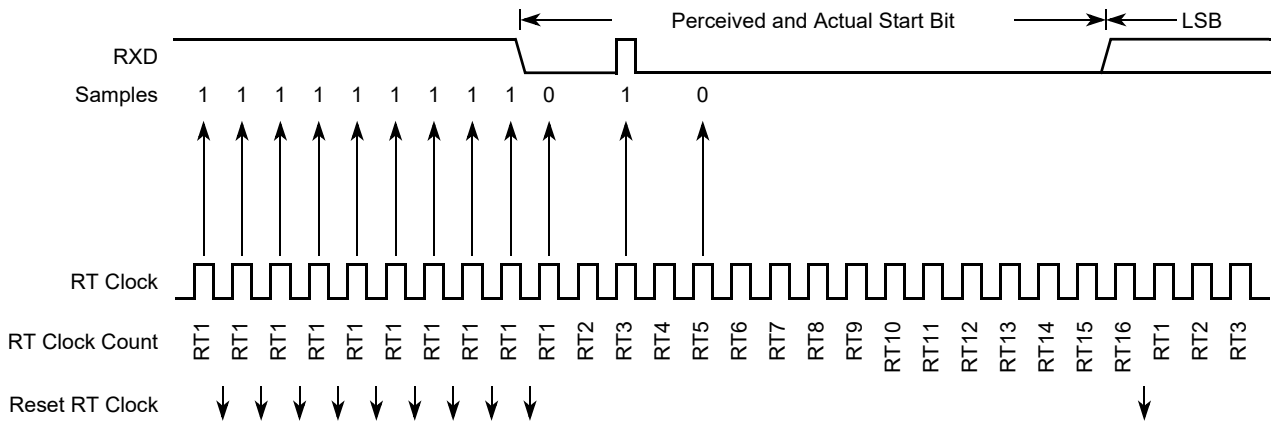 Perceived and Actual Start Bit LSB
RXD
Samples 1 1 1 1 1 1 1 1 1 0 1 0
RT Clock
RT Clock Count RT1 RT1 RT1 RT1 RT1 RT1 RT1 RT1 RT1 RT1 RT2 RT3 RT4 RT5 RT6 RT7 RT8 RT9 RT10 RT11 RT12 RT13 RT14 RT15 RT16 RT1 RT2 RT3
Reset RT Clock